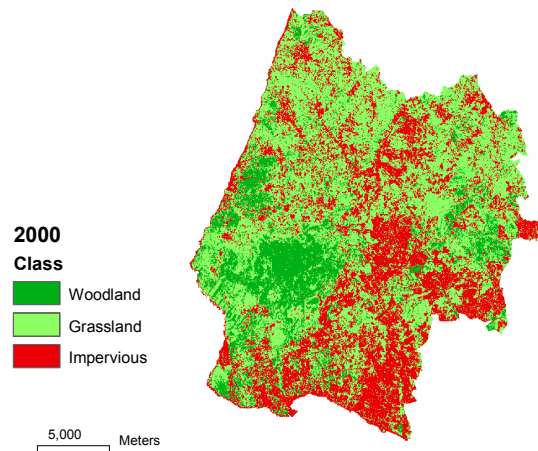 2000
Class
Woodland
Grassland
Impervious
5,000
Meters